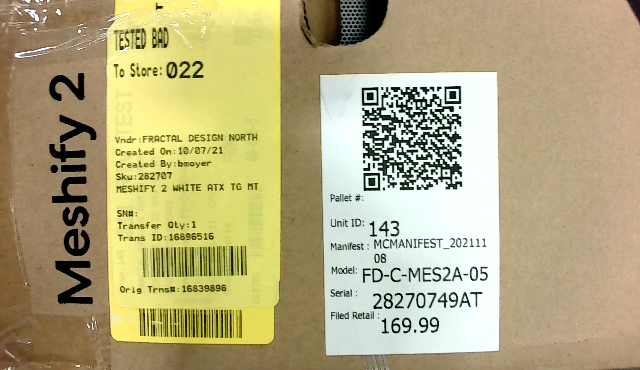 Meshify 2
TESTED BAD
To Store:022
Vndr:FRACTAL DESIGN NORTH
Created On:10/07/21
Created By:bmoyer
Sku:282707
MESHIFY 2 WHITE ATX TG MT
SN#:
Transfer Qty:1
Trans ID:16896516
Orig Trns#:16839896
Pallet #:
Unit ID: 143
Manifest : MCMANIFEST_202111
08
Model: FD-C-MES2A-05
Serial : 28270749AT
Filed Retail : 169.99